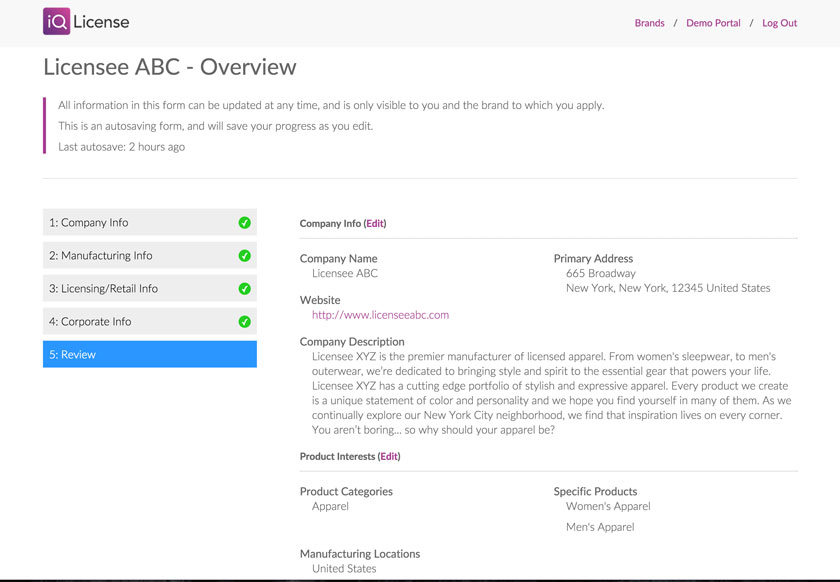 iQ License
Brands / Demo Portal / Log Out
Licensee ABC - Overview
All information in this form can be updated at any time, and is only visible to you and the brand to which you apply.
This is an autosaving form, and will save your progress as you edit.
Last autosave: 2 hours ago
1: Company Info
2: Manufacturing Info
3: Licensing/Retail Info
4: Corporate Info
5: Review
Company Info (Edit)
Company Name
Licensee ABC
Primary Address
665 Broadway
New York, New York, 12345 United States
Website
http://www.licenseeabc.com
Company Description
Licensee XYZ is the premier manufacturer of licensed apparel. From women's sleepwear, to men's
outerwear, we're dedicated to bringing style and spirit to the essential gear that powers your life.
Licensee XYZ has a cutting edge portfolio of stylish and expressive apparel. Every product we create
is a unique statement of color and personality and we hope you find yourself in many of them. As we
continually explore our New York City neighborhood, we find that inspiration lives on every corner.
You aren't boring... so why should your apparel be?
Product Interests (Edit)
Product Categories
Apparel
Specific Products
Women's Apparel
Men's Apparel
Manufacturing Locations
United States